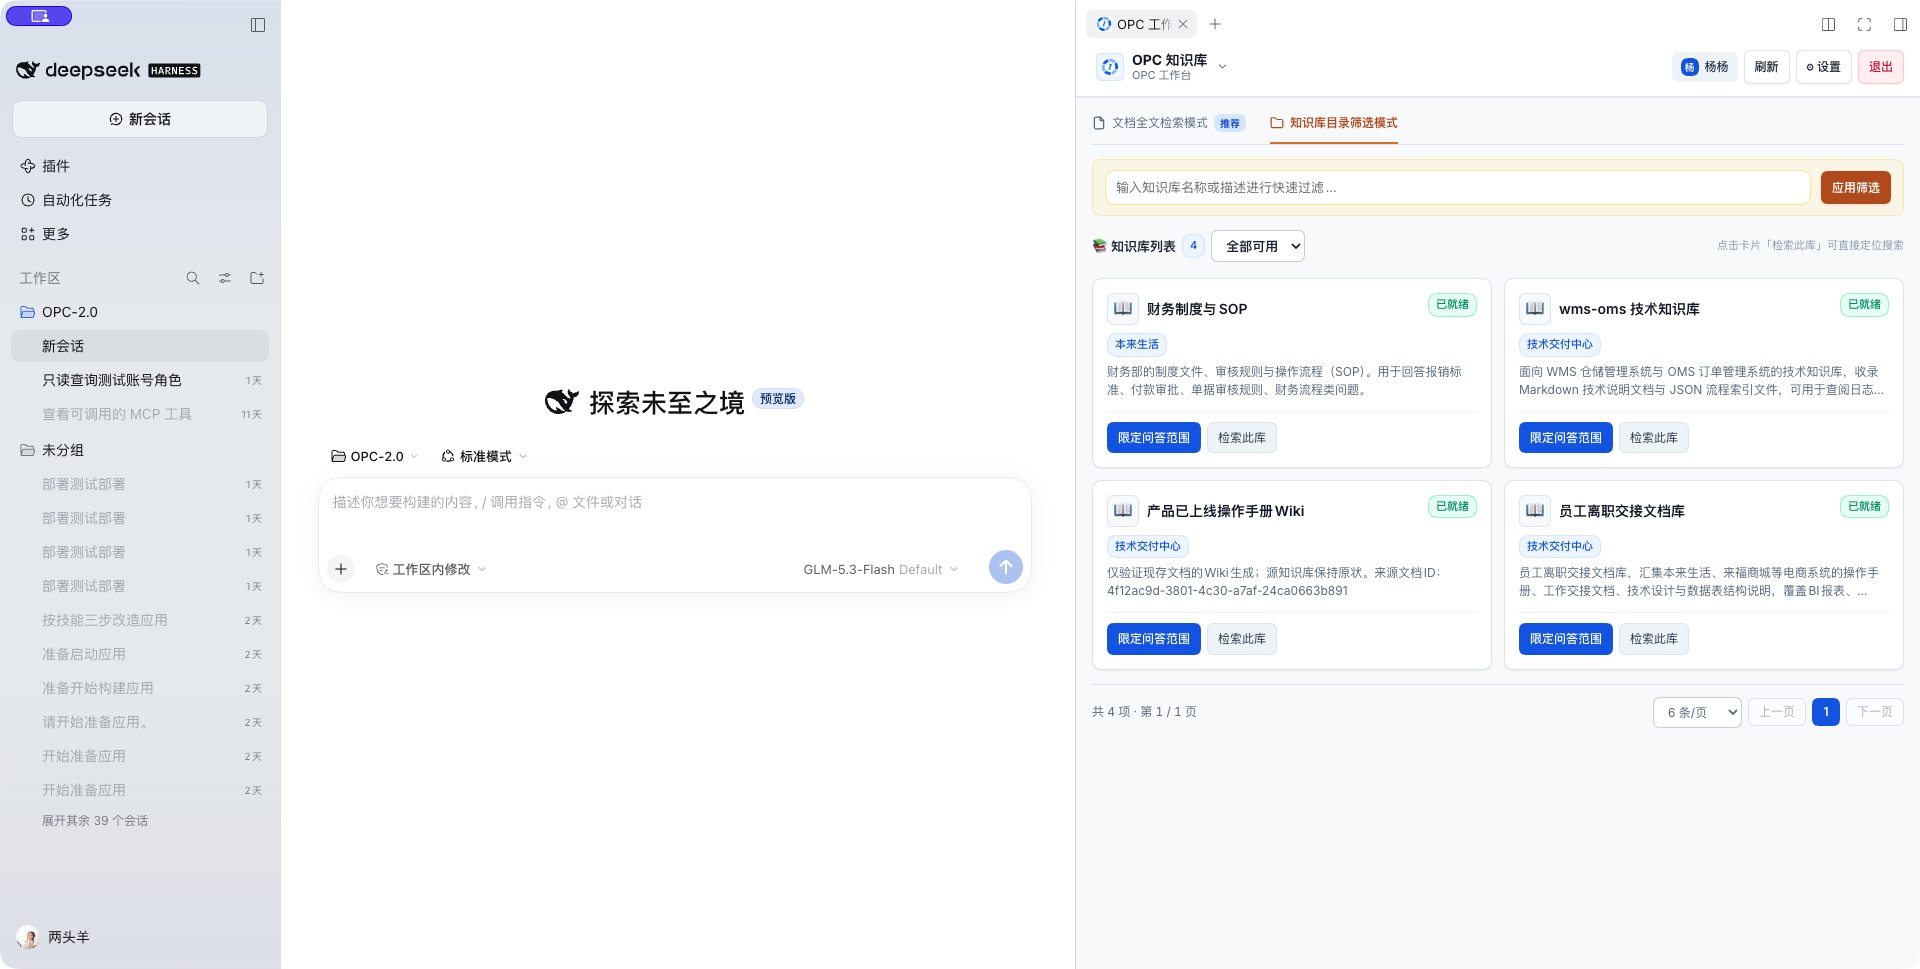 deepseek HARNESS
新会话
插件
自动化任务
更多
工作区
OPC-2.0
新会话
只读查询测试账号角色 1天
查看可调用的 MCP 工具 11天
未分组
部署测试部署 1天
部署测试部署 1天
部署测试部署 1天
部署测试部署 1天
按技能三步改造应用 2天
准备启动应用 2天
准备开始构建应用 2天
请开始准备应用。 2天
开始准备应用 2天
开始准备应用 2天
展开其余 39 个会话
两头羊
探索未至之境 预览版
OPC-2.0 标准模式
描述你想要构建的内容, / 调用指令, @ 文件或对话
工作区内修改 GLM-5.3-Flash Default
OPC 工作
OPC 知识库
OPC 工作台
杨 杨杨 刷新 设置 退出
文档全文检索模式 推荐 知识库目录筛选模式
输入知识库名称或描述进行快速过滤...
应用筛选
知识库列表 4 全部可用 点击卡片「检索此库」可直接定位搜索
财务制度与 SOP 已就绪
本来生活
财务部的制度文件、审核规则与操作流程（SOP）。用于回答报销标
准、付款审批、单据审核规则、财务流程类问题。
限定问答范围 检索此库
wms-oms 技术知识库 已就绪
技术交付中心
面向 WMS 仓储管理系统与 OMS 订单管理系统的技术知识库，收录
Markdown 技术说明文档与 JSON 流程索引文件，可用于查阅日志...
限定问答范围 检索此库
产品已上线操作手册 Wiki 已就绪
技术交付中心
仅验证现存文档的 Wiki 生成；源知识库保持原状。来源文档 ID：
4f12ac9d-3801-4c30-a7af-24ca0663b891
限定问答范围 检索此库
员工离职交接文档库 已就绪
技术交付中心
员工离职交接文档库，汇集本来生活、来福商城等电商系统的操作手
册、工作交接文档、技术设计与数据表结构说明，覆盖 BI 报表、...
限定问答范围 检索此库
共 4 项 · 第 1 / 1 页 6 条/页 上一页 1 下一页